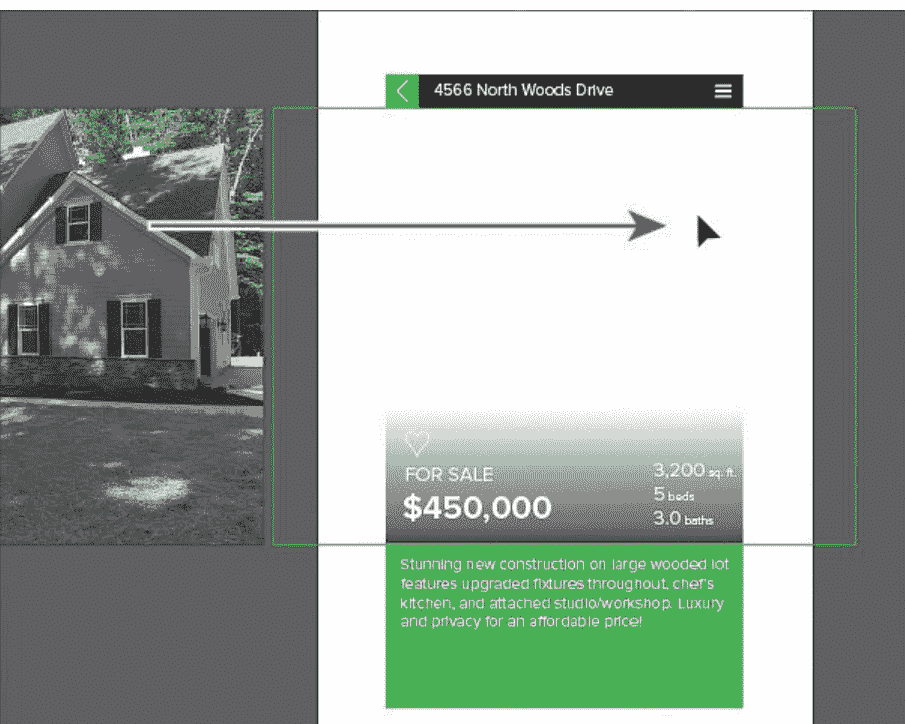 4566 North Woods Drive
FOR SALE
$450,000
3,200 sq. ft.
5 beds
3.0 baths
Stunning new construction on large wooded lot
features upgraded fixtures throughout, chef's
kitchen, and attached studio/workshop. Luxury
and privacy for an affordable price!